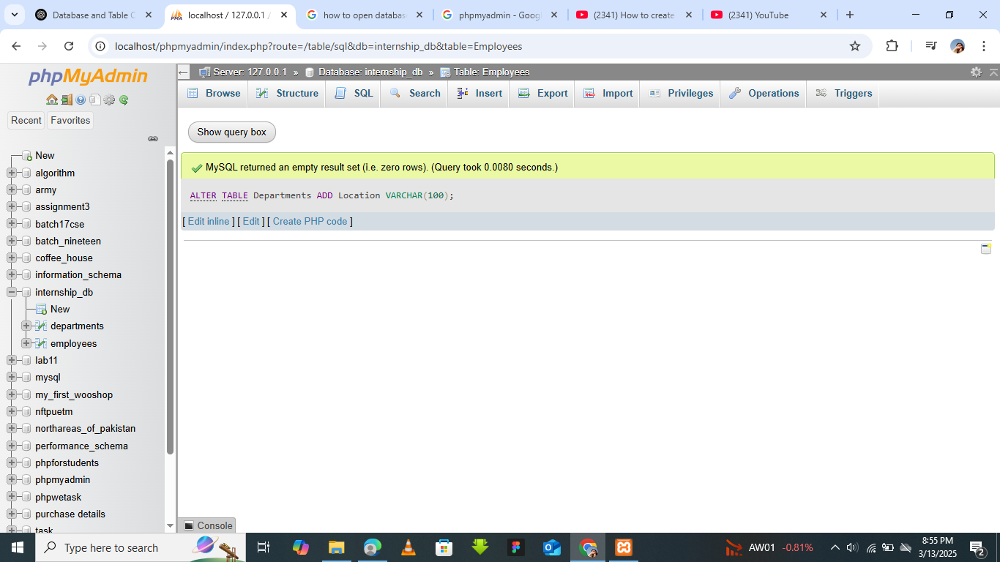 Database and Table C
localhost / 127.0.0.1 /
how to open databas
phpmyadmin - Goog
(2341) How to create
(2341) YouTube
localhost/phpmyadmin/index.php?route=/table/sql&db=internship_db&table=Employees
phpMyAdmin
Recent
Favorites
New
algorithm
army
assignment3
batch17cse
batch_nineteen
coffee_house
information_schema
internship_db
New
departments
employees
lab11
mysql
my_first_wooshop
nftpuetm
northareas_of_pakistan
performance_schema
phpforstudents
phpmyadmin
phpwetask
purchase details
task
Server: 127.0.0.1 » Database: internship_db » Table: Employees
Browse Structure SQL Search Insert Export Import Privileges Operations Triggers
Show query box
MySQL returned an empty result set (i.e. zero rows). (Query took 0.0080 seconds.)
ALTER TABLE Departments ADD Location VARCHAR(100);
[ Edit inline ] [ Edit ] [ Create PHP code ]
Console
Type here to search
AW01 -0.81%
8:55 PM
3/13/2025
2